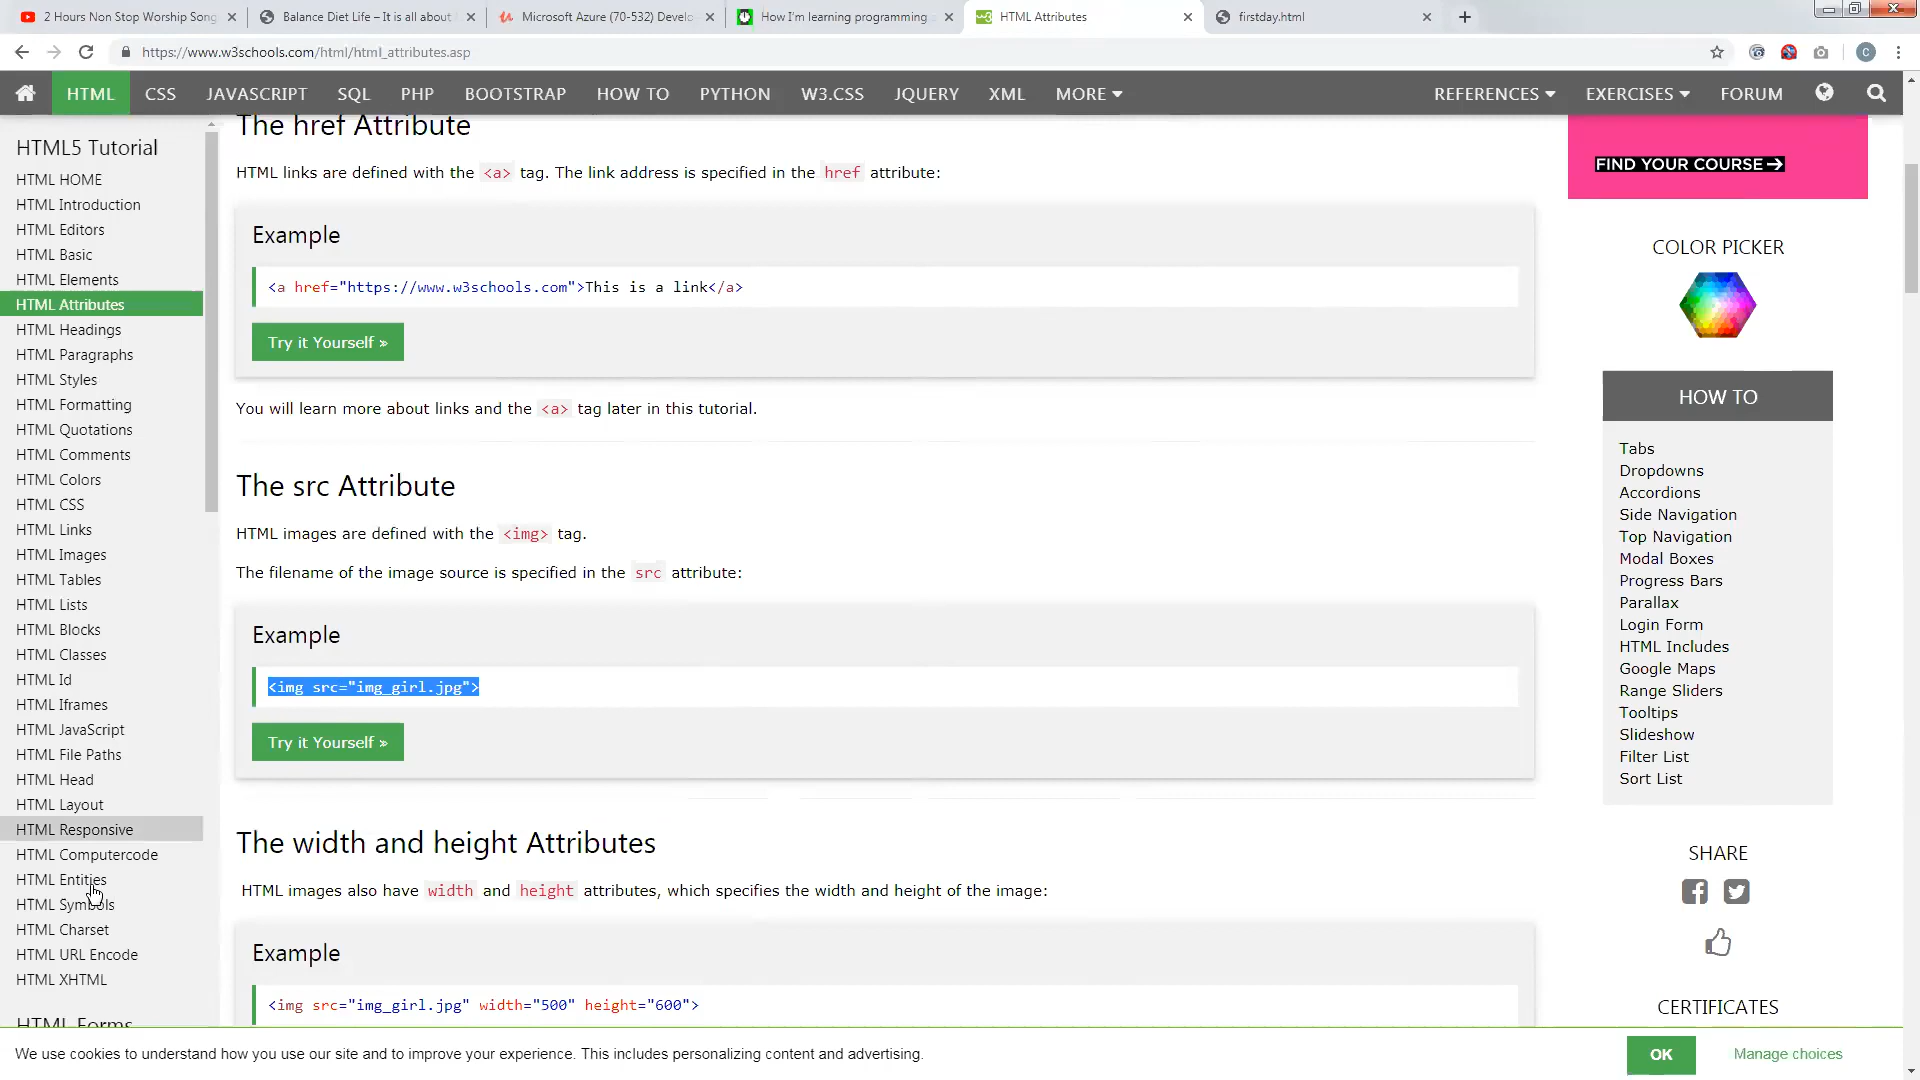 2 Hours Non Stop Worship Song
Balance Diet Life – It is all about
Microsoft Azure (70-532) Develo
How I'm learning programming
HTML Attributes
firstday.html
https://www.w3schools.com/html/html_attributes.asp
C
HTML CSS JAVASCRIPT SQL PHP BOOTSTRAP HOW TO PYTHON W3.CSS JQUERY XML MORE REFERENCES EXERCISES FORUM
HTML5 Tutorial
HTML HOME
HTML Introduction
HTML Editors
HTML Basic
HTML Elements
HTML Attributes
HTML Headings
HTML Paragraphs
HTML Styles
HTML Formatting
HTML Quotations
HTML Comments
HTML Colors
HTML CSS
HTML Links
HTML Images
HTML Tables
HTML Lists
HTML Blocks
HTML Classes
HTML Id
HTML Iframes
HTML JavaScript
HTML File Paths
HTML Head
HTML Layout
HTML Responsive
HTML Computercode
HTML Entities
HTML Symbols
HTML Charset
HTML URL Encode
HTML XHTML
HTML Forms
The href Attribute
HTML links are defined with the <a> tag. The link address is specified in the href attribute:
Example
<a href="https://www.w3schools.com">This is a link</a>
Try it Yourself »
You will learn more about links and the <a> tag later in this tutorial.
The src Attribute
HTML images are defined with the <img> tag.
The filename of the image source is specified in the src attribute:
Example
<img src="img_girl.jpg">
Try it Yourself »
The width and height Attributes
HTML images also have width and height attributes, which specifies the width and height of the image:
Example
<img src="img_girl.jpg" width="500" height="600">
FIND YOUR COURSE →
COLOR PICKER
HOW TO
Tabs
Dropdowns
Accordions
Side Navigation
Top Navigation
Modal Boxes
Progress Bars
Parallax
Login Form
HTML Includes
Google Maps
Range Sliders
Tooltips
Slideshow
Filter List
Sort List
SHARE
CERTIFICATES
We use cookies to understand how you use our site and to improve your experience. This includes personalizing content and advertising.
OK
Manage choices